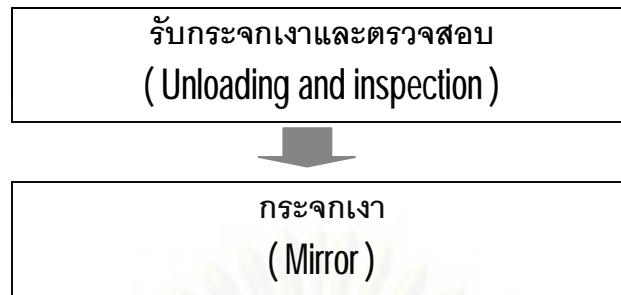 รับกระจกเงาและตรวจสอบ
( Unloading and inspection )
กระจกเงา
( Mirror )